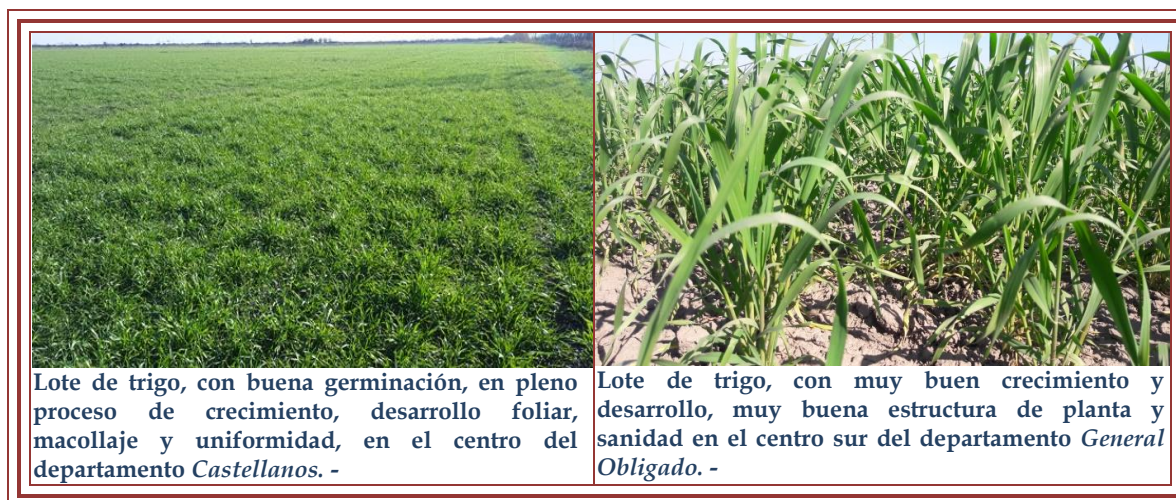 Lote de trigo, con buena germinación, en pleno
proceso de crecimiento, desarrollo foliar,
macollaje y uniformidad, en el centro del
departamento Castellanos. -
Lote de trigo, con muy buen crecimiento y
desarrollo, muy buena estructura de planta y
sanidad en el centro sur del departamento General
Obligado. -